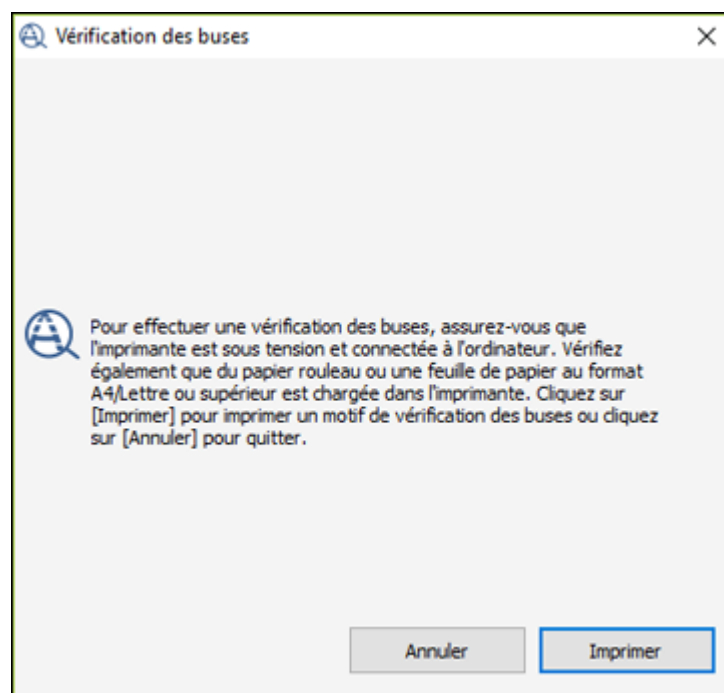 Vérification des buses
Pour effectuer une vérification des buses, assurez-vous que
l'imprimante est sous tension et connectée à l'ordinateur. Vérifiez
également que du papier rouleau ou une feuille de papier au format
A4/Lettre ou supérieur est chargée dans l'imprimante. Cliquez sur
[Imprimer] pour imprimer un motif de vérification des buses ou cliquez
sur [Annuler] pour quitter.
Annuler
Imprimer